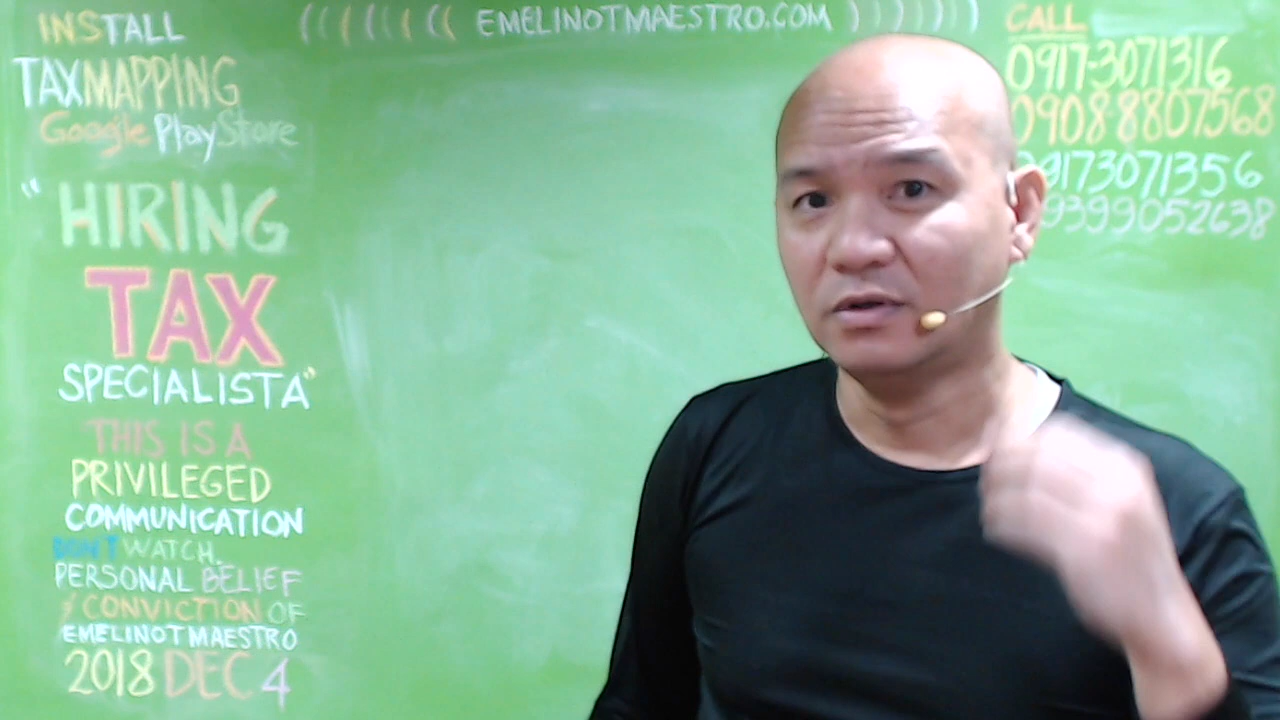 INSTALL
TAXMAPPING
Google PlayStore
"HIRING
TAX
SPECIALISTA"
THIS IS A
PRIVILEGED
COMMUNICATION
DON'T WATCH.
PERSONAL BELIEF
/ CONVICTION OF
EMELINOTMAESTRO
2018 DEC 4
(((((( EMELINOTMAESTRO.COM ))))))
CALL
0917-3071316
0908-8807568
09173071356
09399052638